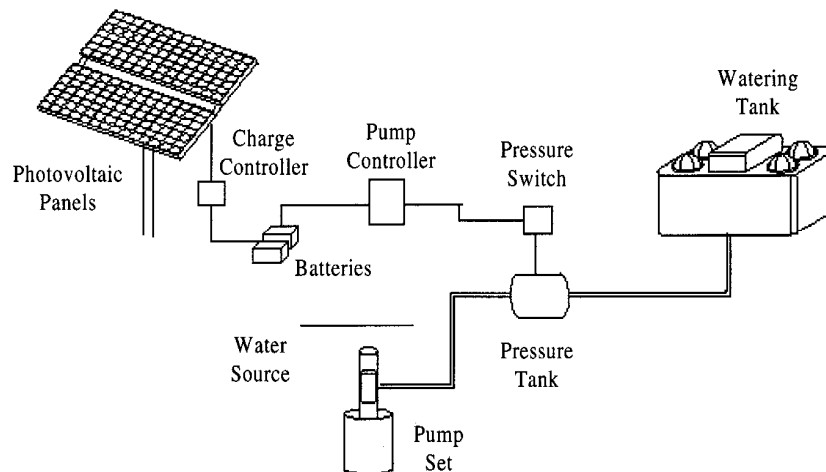 Watering
Tank
Charge
Controller
Pump
Controller
Pressure
Switch
Photovoltaic
Panels
Batteries
Water
Source
Pressure
Tank
Pump
Set